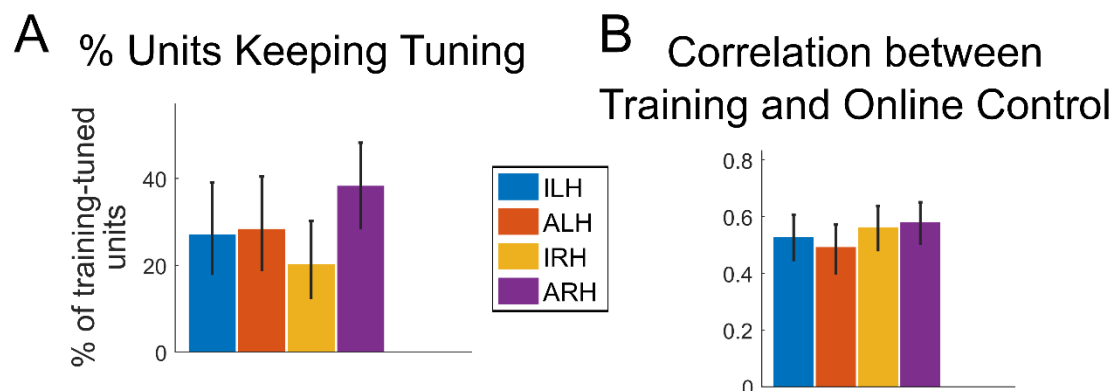 A
% Units Keeping Tuning
% of training-tuned
units
40
20
0
ILH
ALH
IRH
ARH
B
Correlation between
Training and Online Control
0.8
0.6
0.4
0.2
0